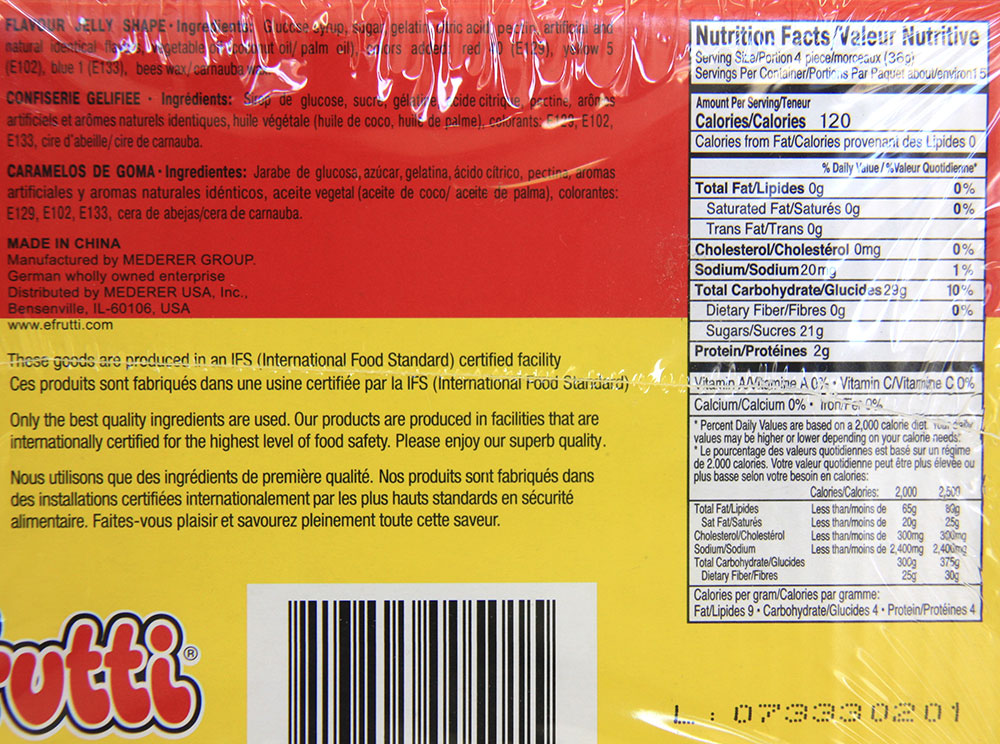 FLAVOUR JELLY SHAPE • Ingredients: Glucose syrup, sugar, gelatin, citric acid, pectin, artificial and
natural identical vegetable oil (coconut oil/ palm oil), colors added: red (E129), yellow 5
(E102), blue 1 (E133), bees wax/carnauba
CONFISERIE GELIFIEE • Ingrédients: Sirop de glucose, sucre, gélatine, acide citrique, pectine, arômes
artificiels et arômes naturels identiques, huile végétale (huile de coco, huile de palme), colorants: E129, E102,
E133, cire d'abeille/ cire de carnauba.
CARAMELOS DE GOMA • Ingredientes: Jarabe de glucosa, azúcar, gelatina, ácido cítrico, pectina, aromas
artificiales y aromas naturales idénticos, aceite vegetal (aceite de coco/ aceite de palma), colorantes:
E129, E102, E133, cera de abejas/cera de carnauba.
MADE IN CHINA
Manufactured by MEDERER GROUP.
German wholly owned enterprise
Distributed by MEDERER USA, Inc.,
Bensenville, IL-60106, USA
www.efrutti.com
These goods are produced in an IFS (International Food Standard) certified facility
Ces produits sont fabriqués dans une usine certifiée par la IFS (International Food Standard)
Only the best quality ingredients are used. Our products are produced in facilities that are
internationally certified for the highest level of food safety. Please enjoy our superb quality.
Nous utilisons que des ingrédients de première qualité. Nos produits sont fabriqués dans
des installations certifiées internationalement par les plus hauts standards en sécurité
alimentaire. Faites-vous plaisir et savourez pleinement toute cette saveur.
frutti®
Nutrition Facts/Valeur Nutritive
Serving Size/Portion 4 piece/morceaux (36g)
Servings Per Container/Portions Par Paquet about/environ15
Amount Per Serving/Teneur
Calories/Calories 120
Calories from Fat/Calories provenant des Lipides 0
% Daily Value / %Valeur Quotidienne*
Total Fat/Lipides 0g 0%
Saturated Fat/Saturés 0g 0%
Trans Fat/Trans 0g
Cholesterol/Cholestérol 0mg 0%
Sodium/Sodium 20mg 1%
Total Carbohydrate/Glucides 29g 10%
Dietary Fiber/Fibres 0g 0%
Sugars/Sucres 21g
Protein/Protéines 2g
Vitamin A/Vitamine A 0% • Vitamin C/Vitamine C 0%
Calcium/Calcium 0% • Iron/Fer 0%
* Percent Daily Values are based on a 2,000 calorie diet. Your daily
values may be higher or lower depending on your calorie needs.
* Le pourcentage des valeurs quotidiennes est basé sur un régime
de 2.000 calories. Votre valeur quotidienne peut être plus élevée ou
plus basse selon votre besoin en calories:
Calories/Calories: 2,000 2,500
Total Fat/Lipides Less than/moins de 65g 80g
Sat Fat/Saturés Less than/moins de 20g 25g
Cholesterol/Cholestérol Less than/moins de 300mg 300mg
Sodium/Sodium Less than/moins de 2,400mg 2,400mg
Total Carbohydrate/Glucides 300g 375g
Dietary Fiber/Fibres 25g 30g
Calories per gram/Calories par gramme:
Fat/Lipides 9 • Carbohydrate/Glucides 4 • Protein/Protéines 4
L : 073330201